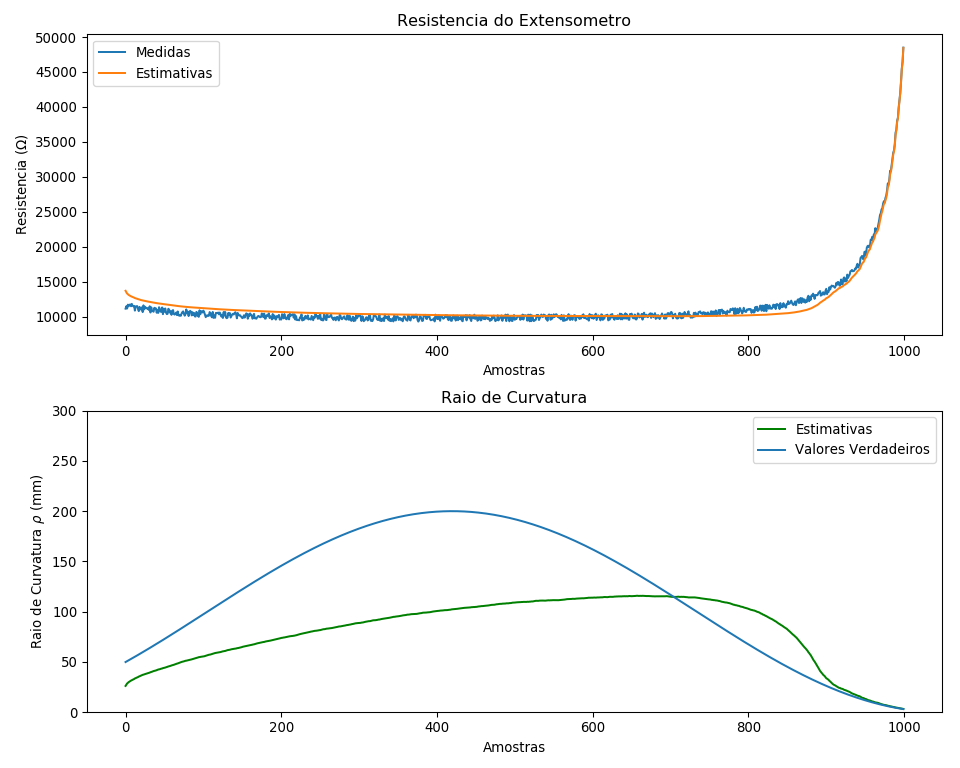 Resistencia do Extensometro
50000
45000
40000
35000
30000
25000
20000
15000
10000
Resistencia (Ω)
Medidas
Estimativas
0 200 400 600 800 1000
Amostras
Raio de Curvatura
300
250
200
150
100
50
0
Raio de Curvatura ρ (mm)
Estimativas
Valores Verdadeiros
0 200 400 600 800 1000
Amostras